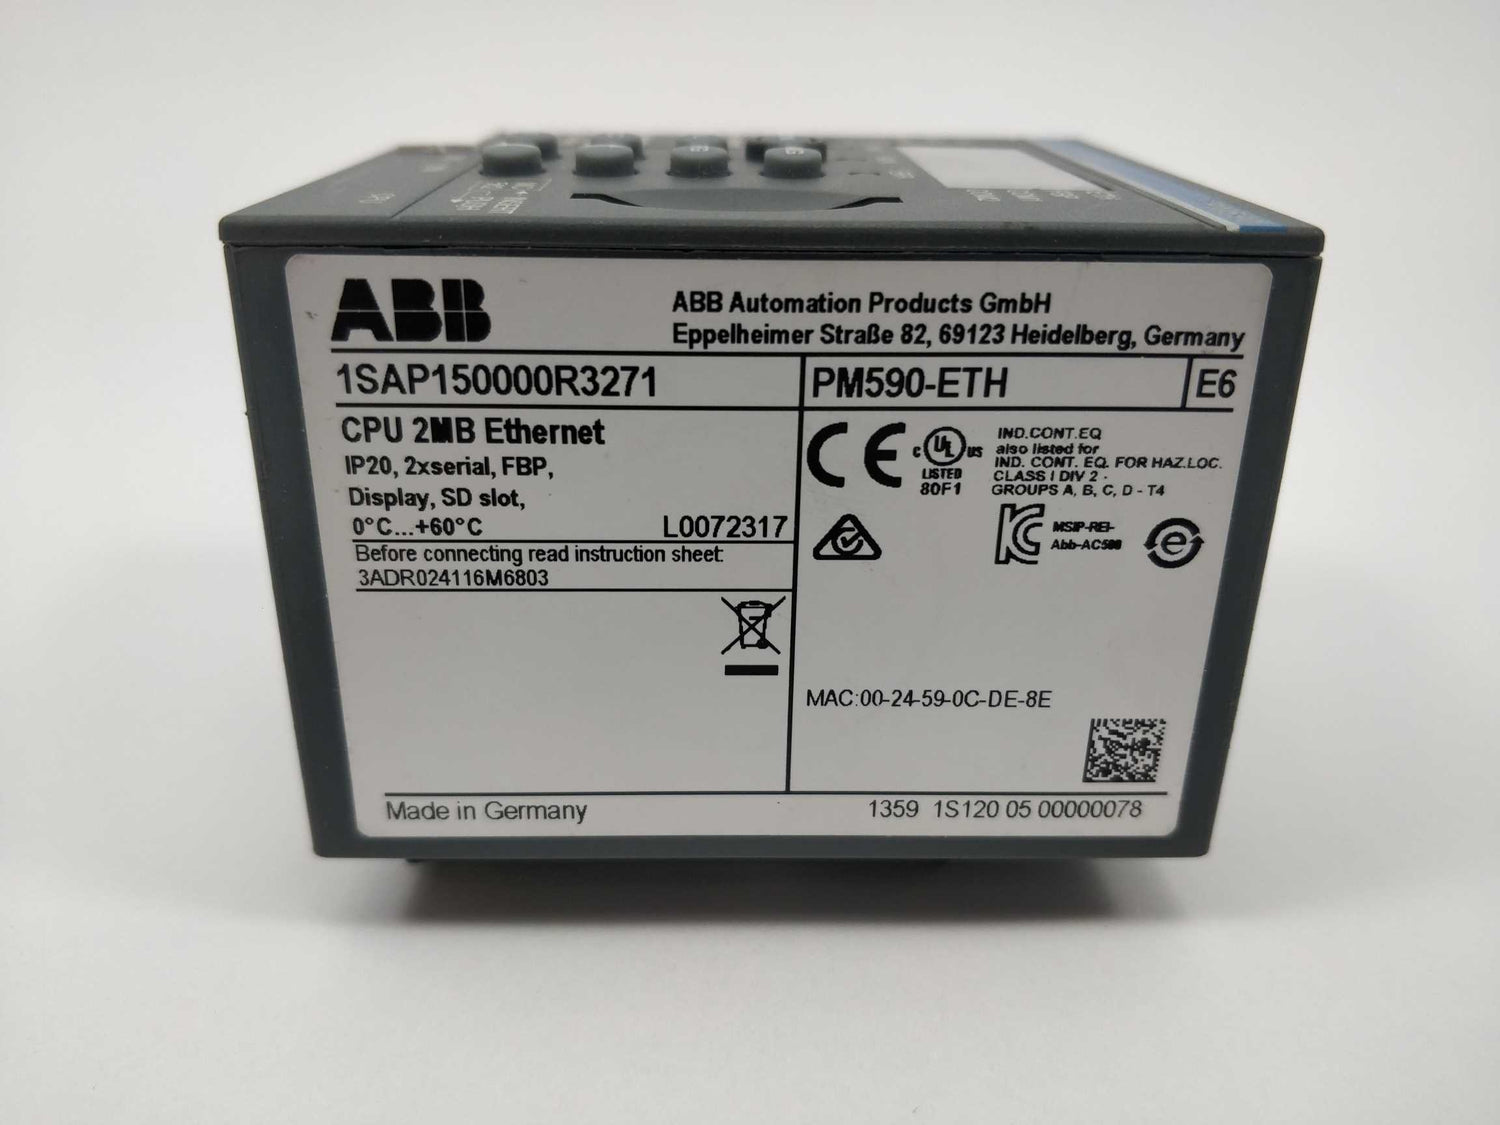 ABB
ABB Automation Products GmbH
Eppelheimer Straße 82, 69123 Heidelberg, Germany
1SAP150000R3271
PM590-ETH
E6
CPU 2MB Ethernet
IP20, 2xserial, FBP,
Display, SD slot,
0°C...+60°C
L0072317
Before connecting read instruction sheet:
3ADR024116M6803
CE
C UL US
LISTED
80F1
IND.CONT.EQ
also listed for
IND. CONT. EQ. FOR HAZ.LOC.
CLASS I DIV 2 -
GROUPS A, B, C, D - T4
MSIP-REI-
Abb-AC500
MAC:00-24-59-0C-DE-8E
Made in Germany
1359 1S120 05 00000078